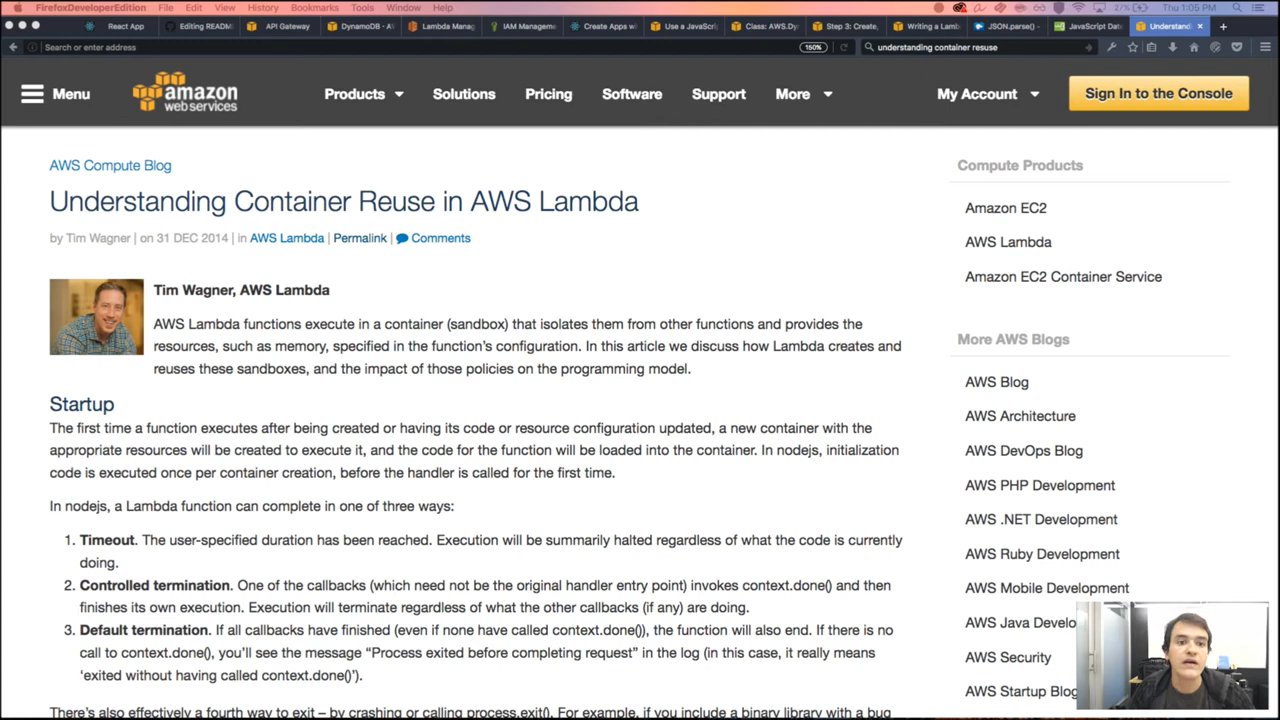 FirefoxDeveloperEdition File Edit View History Bookmarks Tools Window Help 27% Thu 1:05 PM
React App Editing READM API Gateway DynamoDB · AV Lambda Manag IAM Manageme Create Apps w Use a JavaScri Class: AWS.Dy Step 3: Create, Writing a Lamb JSON.parse() - JavaScript Dat Understand
Search or enter address 150% understanding container resuse
Menu amazon web services Products Solutions Pricing Software Support More My Account Sign In to the Console
AWS Compute Blog
Understanding Container Reuse in AWS Lambda
by Tim Wagner | on 31 DEC 2014 | in AWS Lambda | Permalink | Comments
Tim Wagner, AWS Lambda
AWS Lambda functions execute in a container (sandbox) that isolates them from other functions and provides the
resources, such as memory, specified in the function's configuration. In this article we discuss how Lambda creates and
reuses these sandboxes, and the impact of those policies on the programming model.
Startup
The first time a function executes after being created or having its code or resource configuration updated, a new container with the
appropriate resources will be created to execute it, and the code for the function will be loaded into the container. In nodejs, initialization
code is executed once per container creation, before the handler is called for the first time.
In nodejs, a Lambda function can complete in one of three ways:
1. Timeout. The user-specified duration has been reached. Execution will be summarily halted regardless of what the code is currently
doing.
2. Controlled termination. One of the callbacks (which need not be the original handler entry point) invokes context.done() and then
finishes its own execution. Execution will terminate regardless of what the other callbacks (if any) are doing.
3. Default termination. If all callbacks have finished (even if none have called context.done()), the function will also end. If there is no
call to context.done(), you'll see the message “Process exited before completing request” in the log (in this case, it really means
‘exited without having called context.done()’).
There's also effectively a fourth way to exit – by crashing or calling process.exit(). For example, if you include a binary library with a bug
Compute Products
Amazon EC2
AWS Lambda
Amazon EC2 Container Service
More AWS Blogs
AWS Blog
AWS Architecture
AWS DevOps Blog
AWS PHP Development
AWS .NET Development
AWS Ruby Development
AWS Mobile Development
AWS Java Develo
AWS Security
AWS Startup Blog